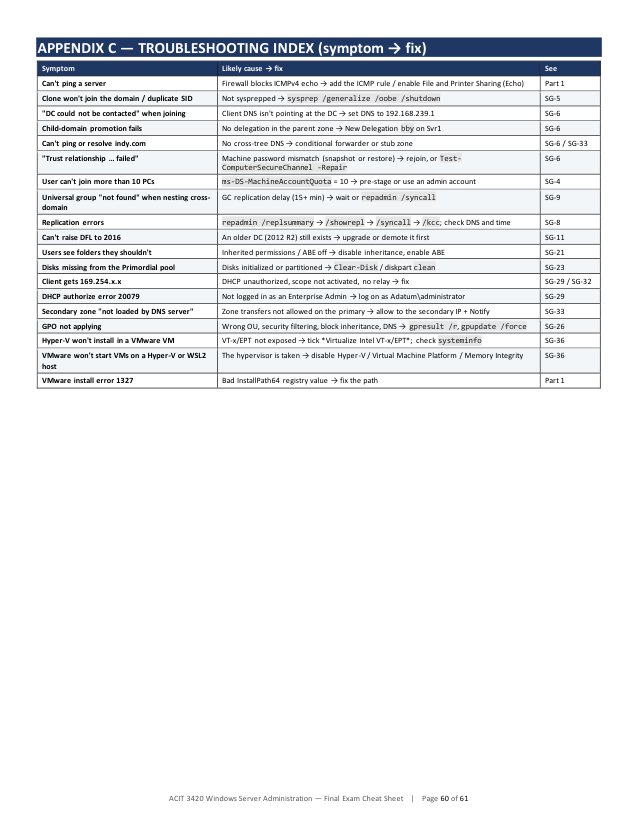 APPENDIX C — TROUBLESHOOTING INDEX (symptom → fix)
Symptom Likely cause → fix See
Can't ping a server Firewall blocks ICMPv4 echo → add the ICMP rule / enable File and Printer Sharing (Echo) Part 1
Clone won't join the domain / duplicate SID Not syspreped → sysprep /generalize /oobe /shutdown SG-5
"DC could not be contacted" when joining Client DNS isn't pointing at the DC → set DNS to 192.168.239.1 SG-6
Child-domain promotion fails No delegation in the parent zone → New Delegation bby on Svr1 SG-6
Can't ping or resolve indy.com No cross-tree DNS → conditional forwarder or stub zone SG-6 / SG-33
"Trust relationship … failed" Machine password mismatch (snapshot or restore) → rejoin, or Test-
ComputerSecureChannel -Repair SG-6
User can't join more than 10 PCs ms-DS-MachineAccountQuota = 10 → pre-stage or use an admin account SG-4
Universal group "not found" when nesting cross-
domain GC replication delay (15+ min) → wait or repadmin /syncall SG-9
Replication errors repadmin /replsummary → /showrepl → /syncall → /kcc; check DNS and time SG-8
Can't raise DFL to 2016 An older DC (2012 R2) still exists → upgrade or demote it first SG-11
Users see folders they shouldn't Inherited permissions / ABE off → disable inheritance, enable ABE SG-21
Disks missing from the Primordial pool Disks initialized or partitioned → Clear-Disk / diskpart clean SG-23
Client gets 169.254.x.x DHCP unauthorized, scope not activated, no relay → fix SG-29 / SG-32
DHCP authorize error 20079 Not logged in as an Enterprise Admin → log on as Adatum\administrator SG-29
Secondary zone "not loaded by DNS server" Zone transfers not allowed on the primary → allow to the secondary IP + Notify SG-33
GPO not applying Wrong OU, security filtering, block inheritance, DNS → gpresult /r, gpupdate /force SG-26
Hyper-V won't install in a VMware VM VT-x/EPT not exposed → tick *Virtualize Intel VT-x/EPT*; check systeminfo SG-36
VMware won't start VMs on a Hyper-V or WSL2
host The hypervisor is taken → disable Hyper-V / Virtual Machine Platform / Memory Integrity SG-36
VMware install error 1327 Bad InstallPath64 registry value → fix the path Part 1
ACIT 3420 Windows Server Administration — Final Exam Cheat Sheet | Page 60 of 61